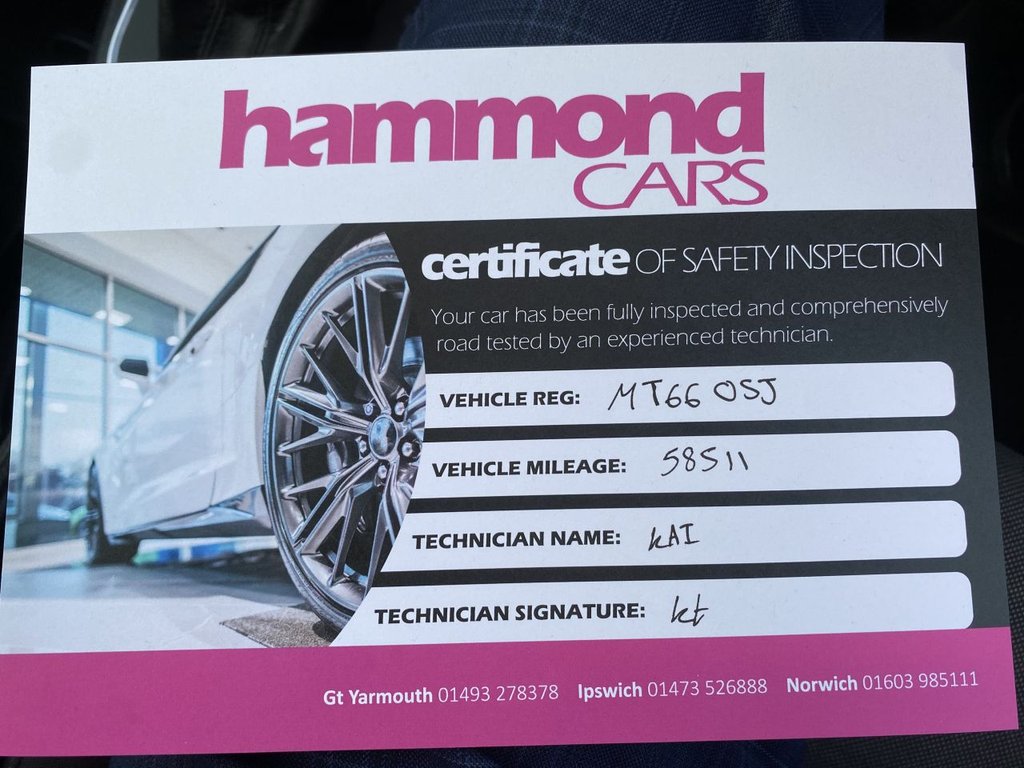 hammond
CARS
certificate OF SAFETY INSPECTION
Your car has been fully inspected and comprehensively
road tested by an experienced technician.
VEHICLE REG: MT66 OSJ
VEHICLE MILEAGE: 58511
TECHNICIAN NAME: KAI
TECHNICIAN SIGNATURE: kt
Gt Yarmouth 01493 278378 Ipswich 01473 526888 Norwich 01603 985111